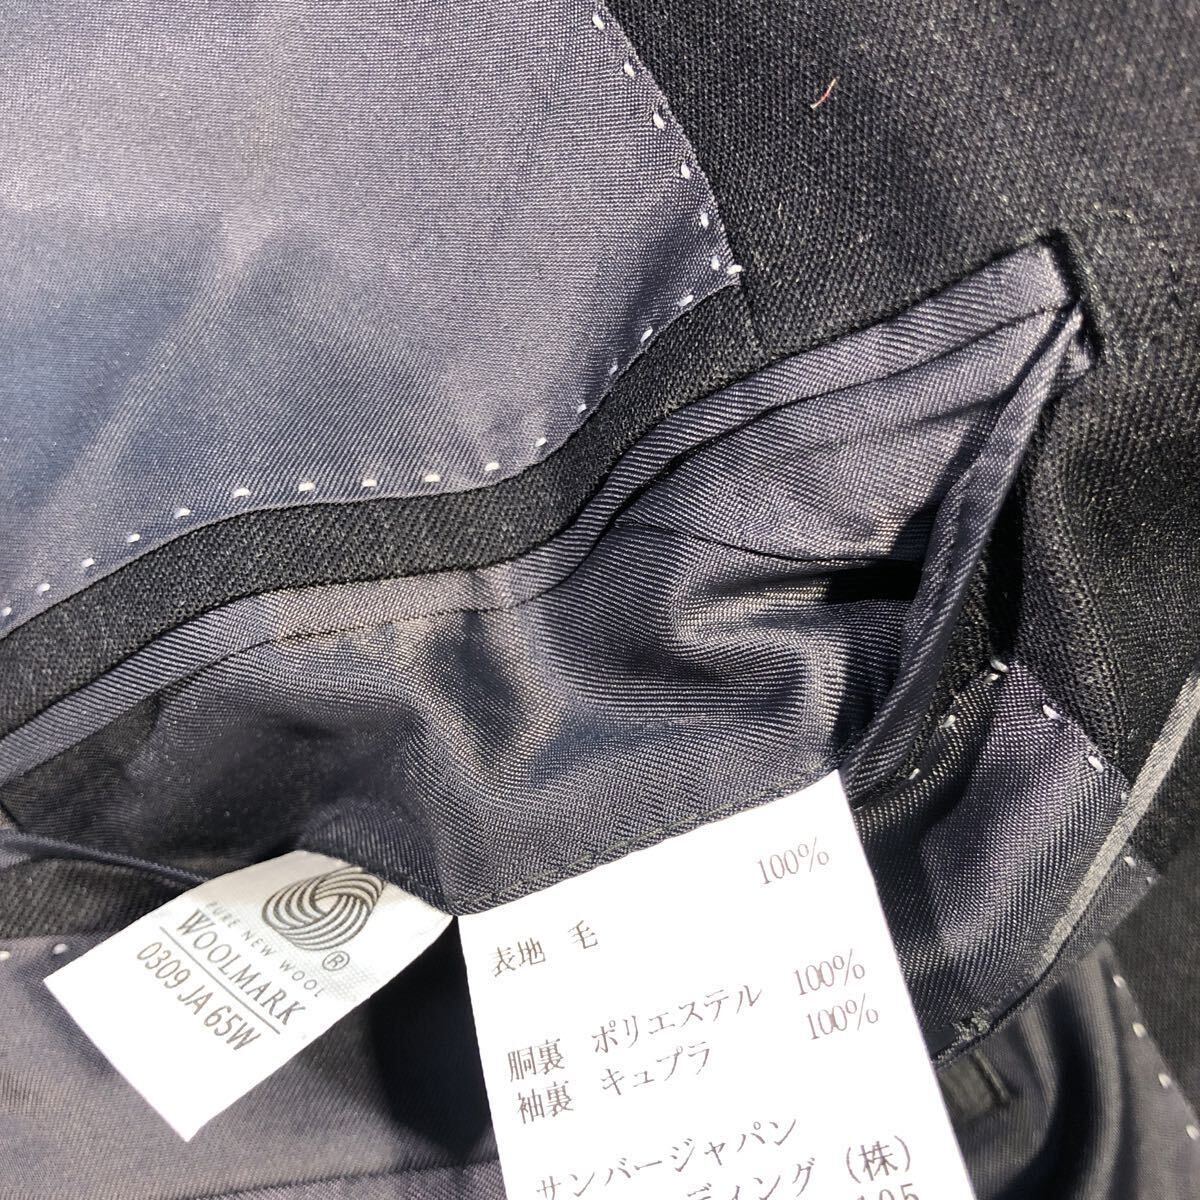 PURE NEW WOOL
WOOLMARK
®
0309 JA 65W
表地 毛 100%
胴裏 ポリエステル 100%
袖裏 キュプラ 100%
サンバージャパン
ディング(株)